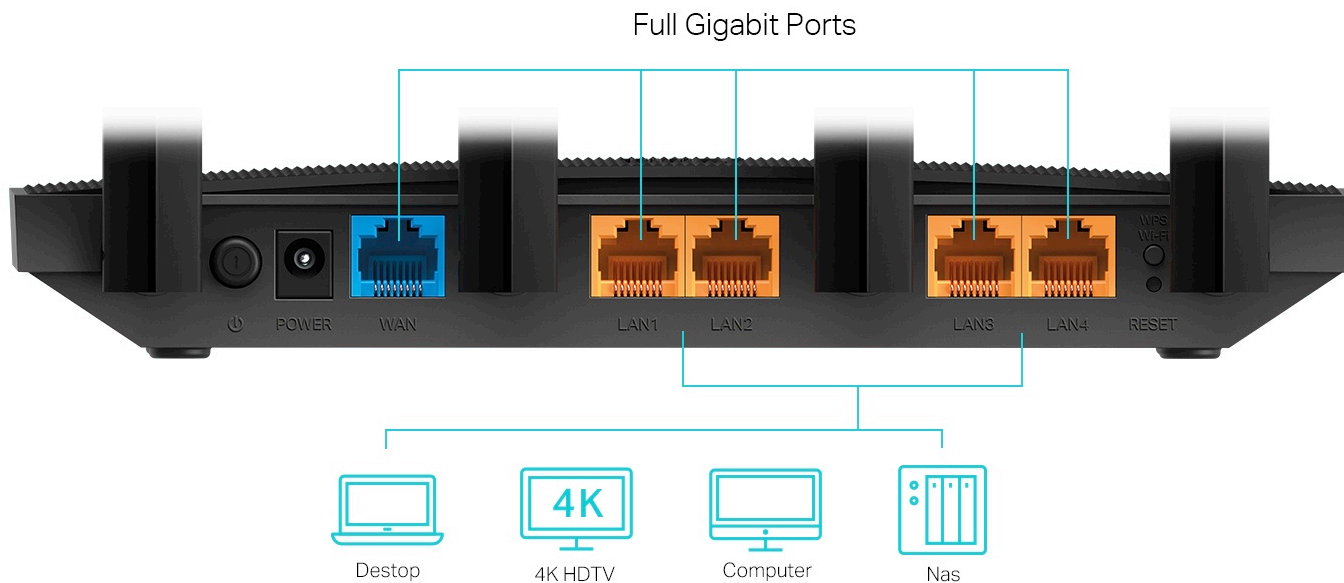 Full Gigabit Ports
WPS
Wi-Fi
POWER WAN LAN1 LAN2 LAN3 LAN4 RESET
4K
Destop 4K HDTV Computer Nas